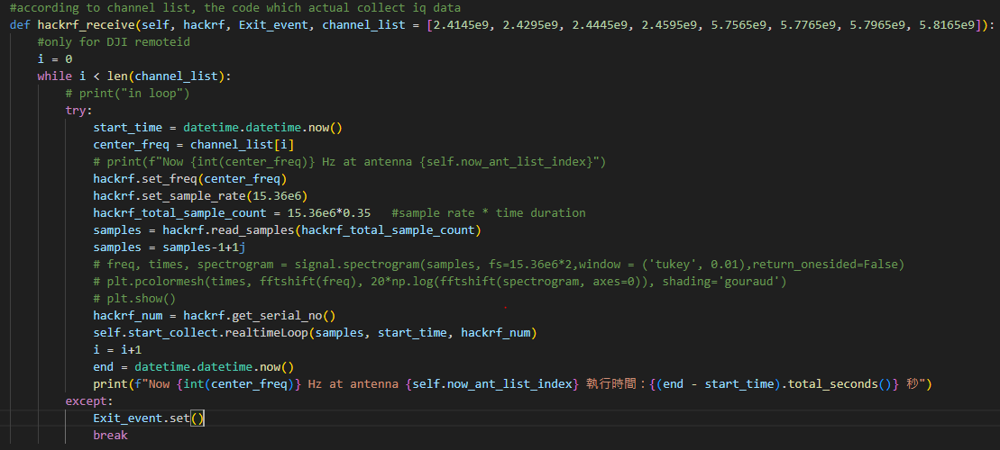 #according to channel list, the code which actual collect iq data
def hackrf_receive(self, hackrf, Exit_event, channel_list = [2.4145e9, 2.4295e9, 2.4445e9, 2.4595e9, 5.7565e9, 5.7765e9, 5.7965e9, 5.8165e9]):
    #only for DJI remoteid
    i = 0
    while i < len(channel_list):
        # print("in loop")
        try:
            start_time = datetime.datetime.now()
            center_freq = channel_list[i]
            # print(f"Now {int(center_freq)} Hz at antenna {self.now_ant_list_index}")
            hackrf.set_freq(center_freq)
            hackrf.set_sample_rate(15.36e6)
            hackrf_total_sample_count = 15.36e6*0.35   #sample rate * time duration
            samples = hackrf.read_samples(hackrf_total_sample_count)
            samples = samples-1+1j
            # freq, times, spectrogram = signal.spectrogram(samples, fs=15.36e6*2,window = ('tukey', 0.01),return_onesided=False)
            # plt.pcolormesh(times, fftshift(freq), 20*np.log(fftshift(spectrogram, axes=0)), shading='gouraud')
            # plt.show()
            hackrf_num = hackrf.get_serial_no()
            self.start_collect.realtimeLoop(samples, start_time, hackrf_num)
            i = i+1
            end = datetime.datetime.now()
            print(f"Now {int(center_freq)} Hz at antenna {self.now_ant_list_index} 執行時間：{(end - start_time).total_seconds()} 秒")
        except:
            Exit_event.set()
            break